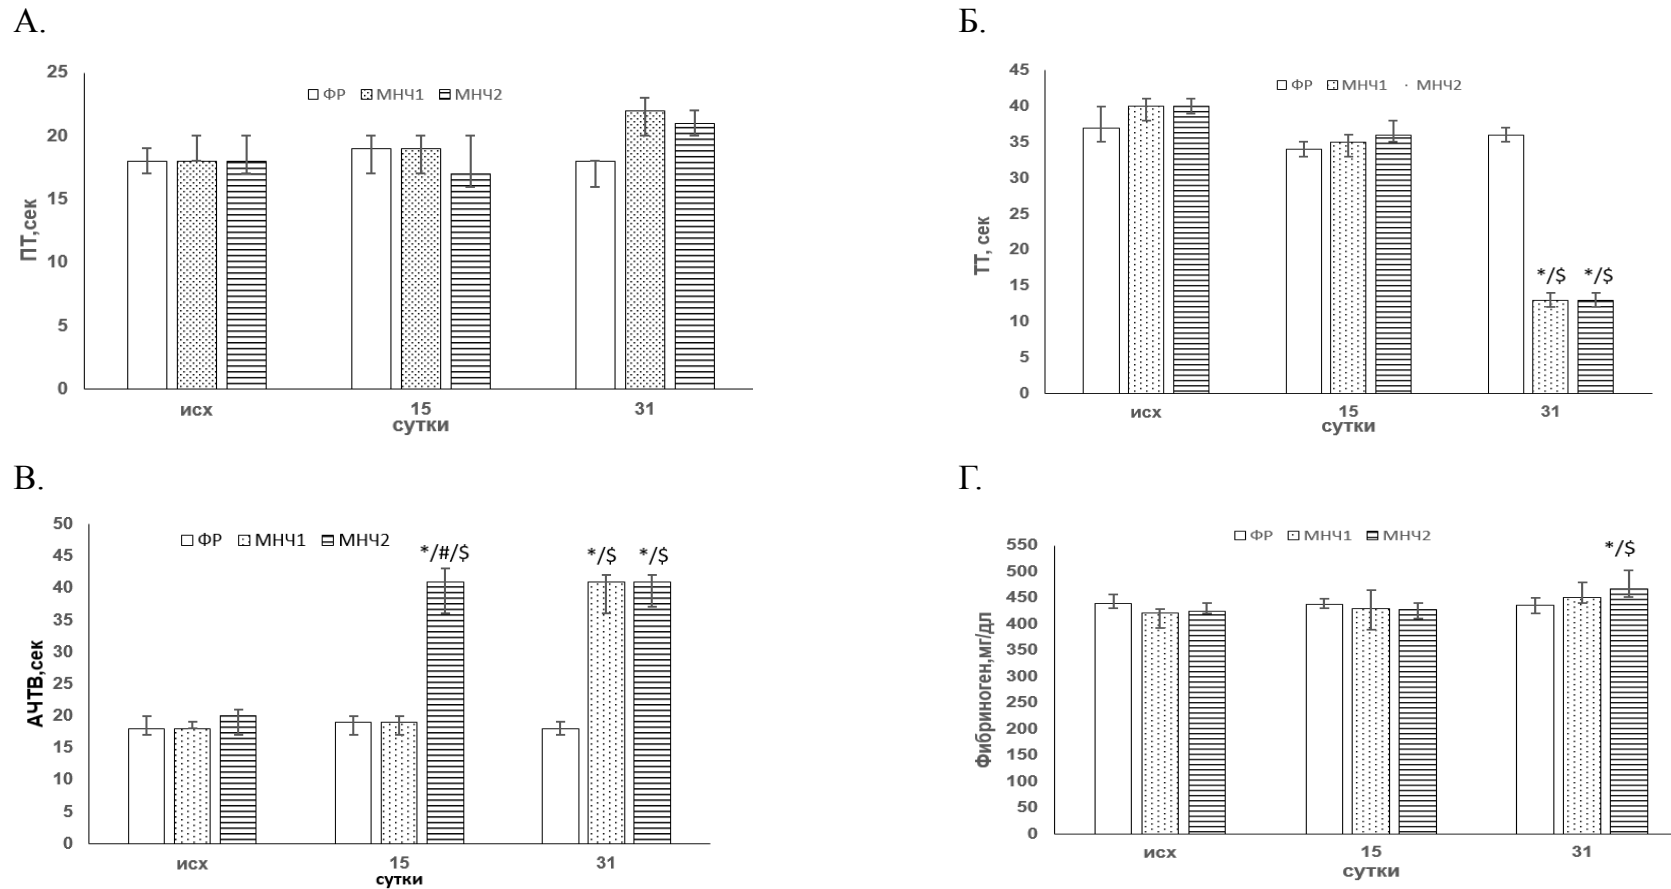 А.
25
20
15
10
5
0
ПТ,сек
ФР МНЧ1 МНЧ2
исх 15 31
сутки
Б.
45
40
35
30
25
20
15
10
5
0
ТТ, сек
ФР МНЧ1 МНЧ2
*/$ */$
исх 15 31
сутки
В.
50
45
40
35
30
25
20
15
10
5
0
АЧТВ,сек
ФР МНЧ1 МНЧ2
*/#/$ */$ */$
исх 15 31
сутки
Г.
550
500
450
400
350
300
250
200
150
100
50
0
Фибриноген,мг/дл
ФР МНЧ1 МНЧ2
*/$
исх 15 31
сутки